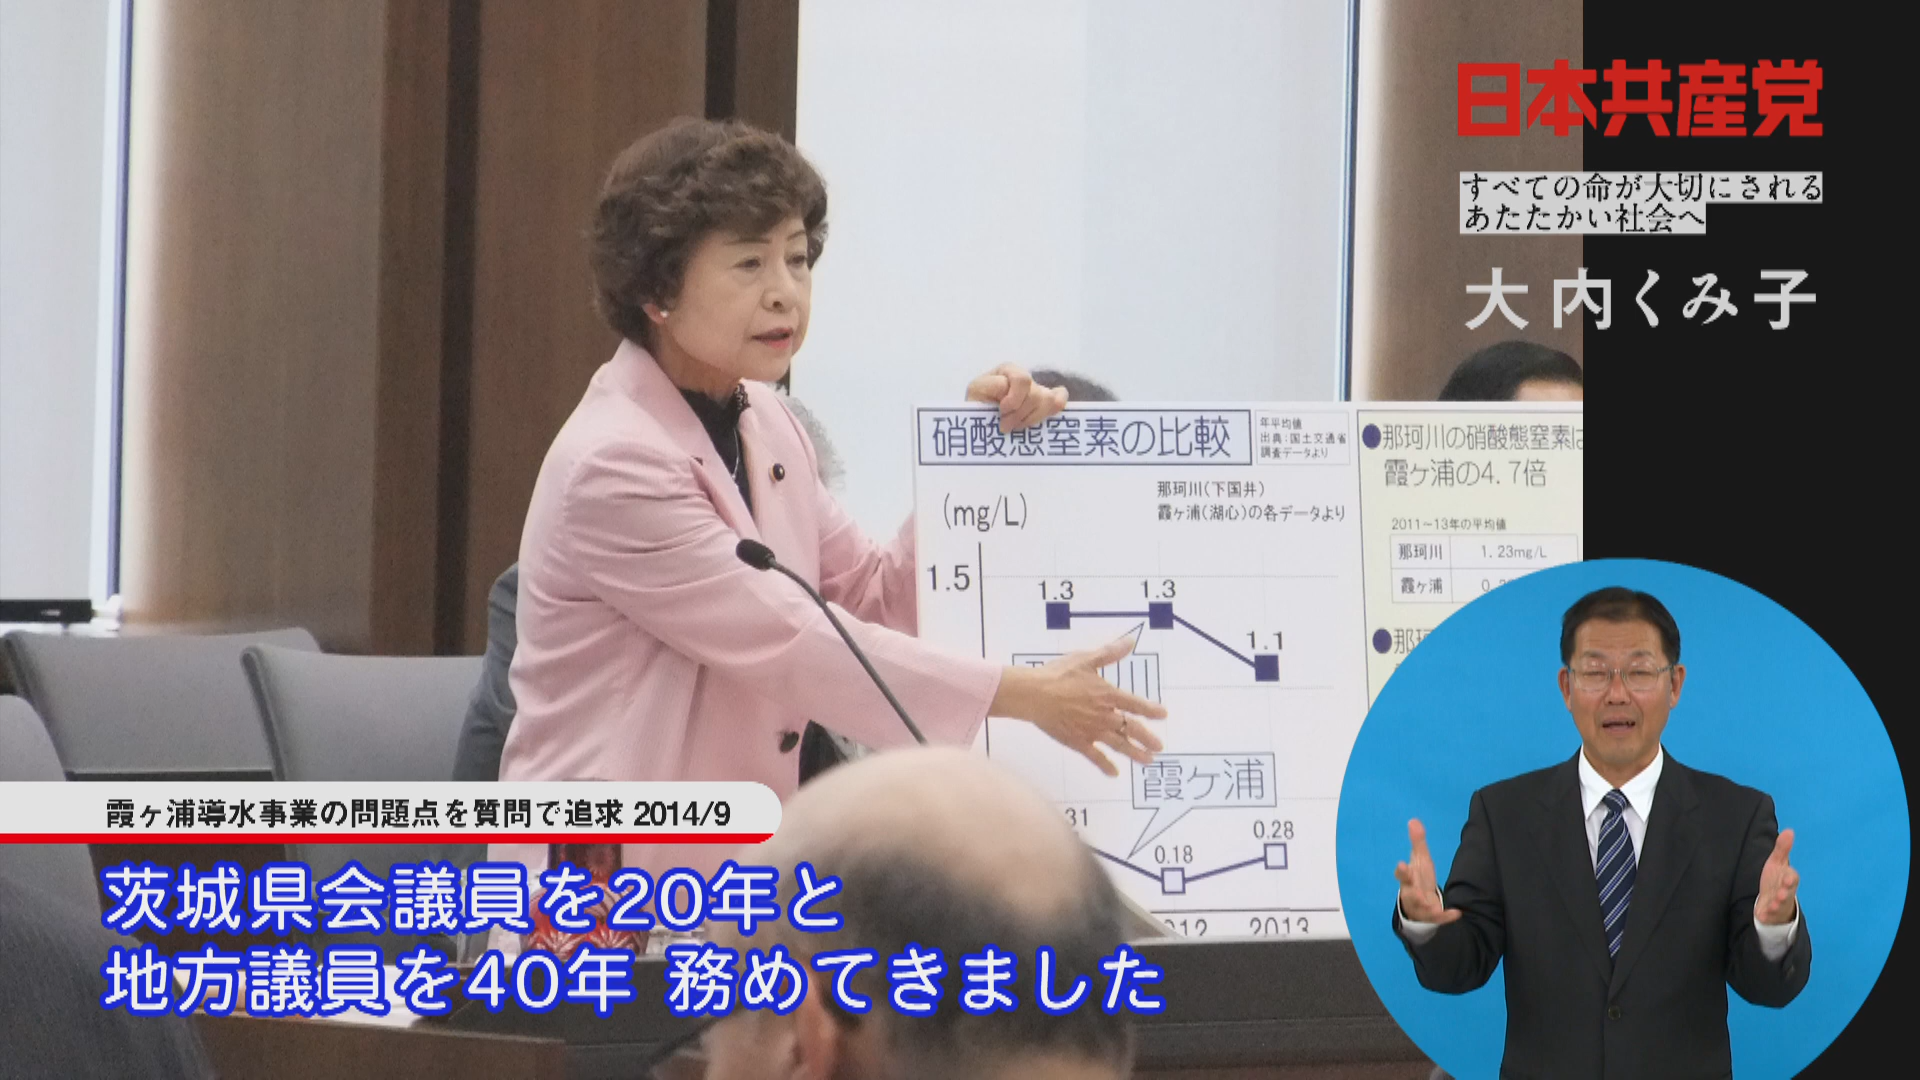 日本共産党
すべての命が大切にされる
あたたかい社会へ
大内くみ子
硝酸態窒素の比較
年平均値
出典:国土交通省
調査データより
(mg/L)
那珂川(下国井)
霞ヶ浦(湖心)の各データより
1.5
1.3
1.3
1.1
川
霞ヶ浦
31
0.18
0.28
2013
●那珂川の硝酸態窒素は
霞ヶ浦の4.7倍
2011~13年の平均値
那珂川 1.23mg/L
霞ヶ浦
●那
霞ヶ浦導水事業の問題点を質問で追求 2014/9
茨城県会議員を20年と
地方議員を40年 務めてきました